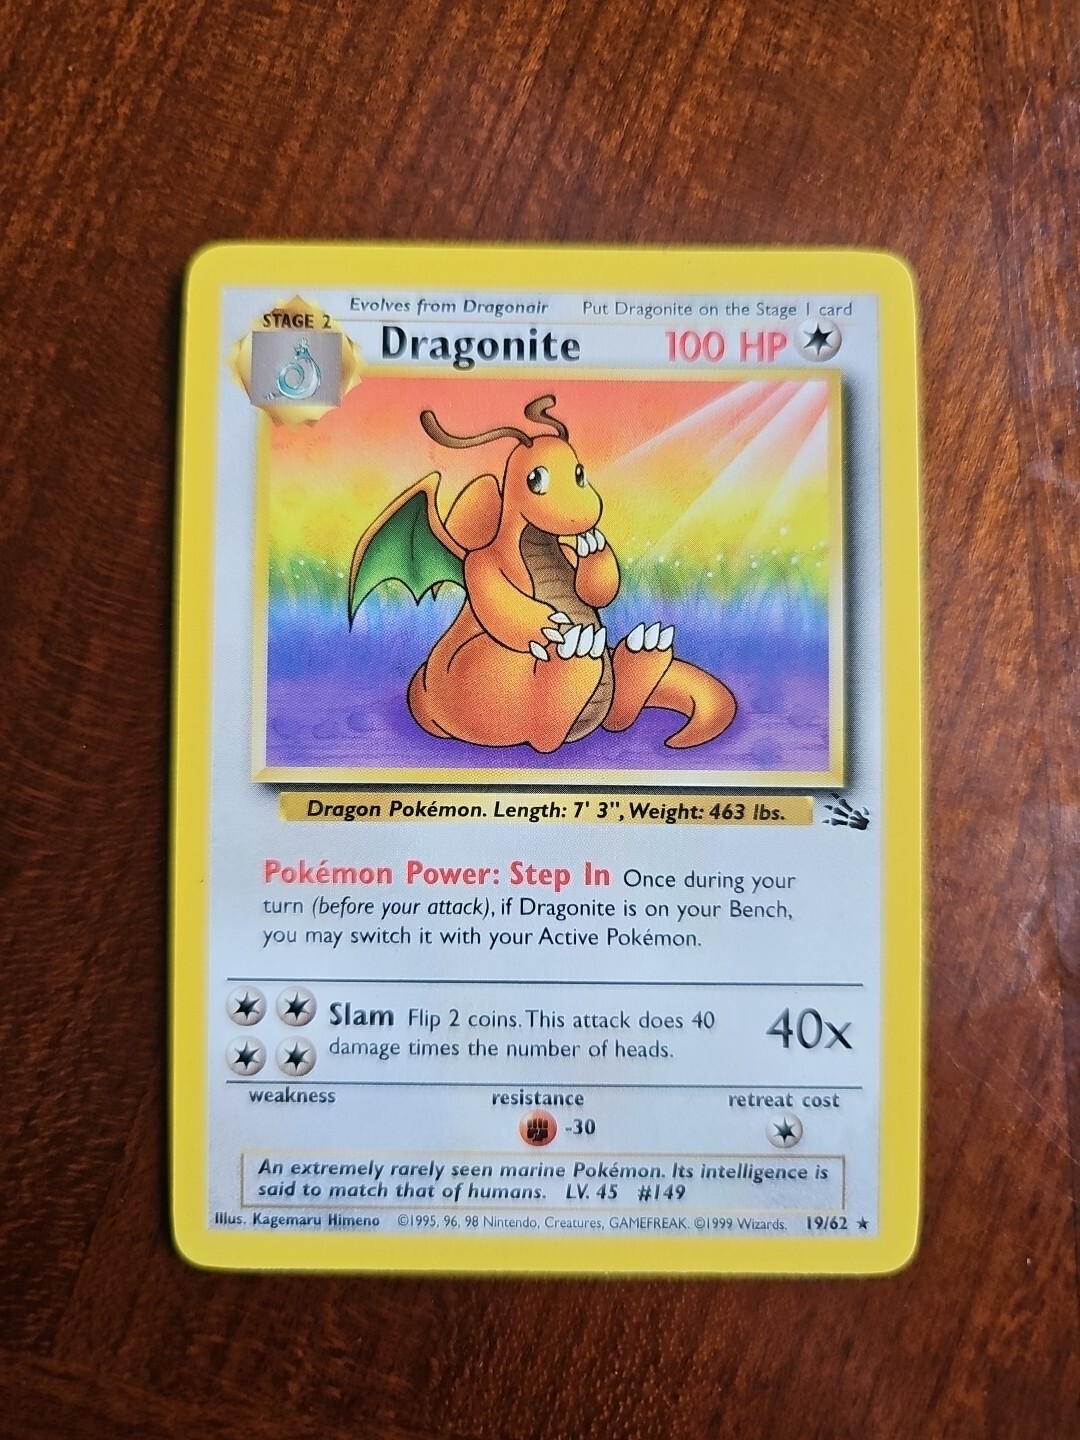 Evolves from Dragonair Put Dragonite on the Stage 1 card
STAGE 2
Dragonite 100 HP
Dragon Pokémon. Length: 7' 3", Weight: 463 lbs.
Pokémon Power: Step In Once during your
turn (before your attack), if Dragonite is on your Bench,
you may switch it with your Active Pokémon.
Slam Flip 2 coins. This attack does 40
damage times the number of heads.
40x
weakness resistance retreat cost
-30
An extremely rarely seen marine Pokémon. Its intelligence is
said to match that of humans. LV. 45 #149
Illus. Kagemaru Himeno ©1995, 96, 98 Nintendo, Creatures, GAMEFREAK. ©1999 Wizards. 19/62 ★